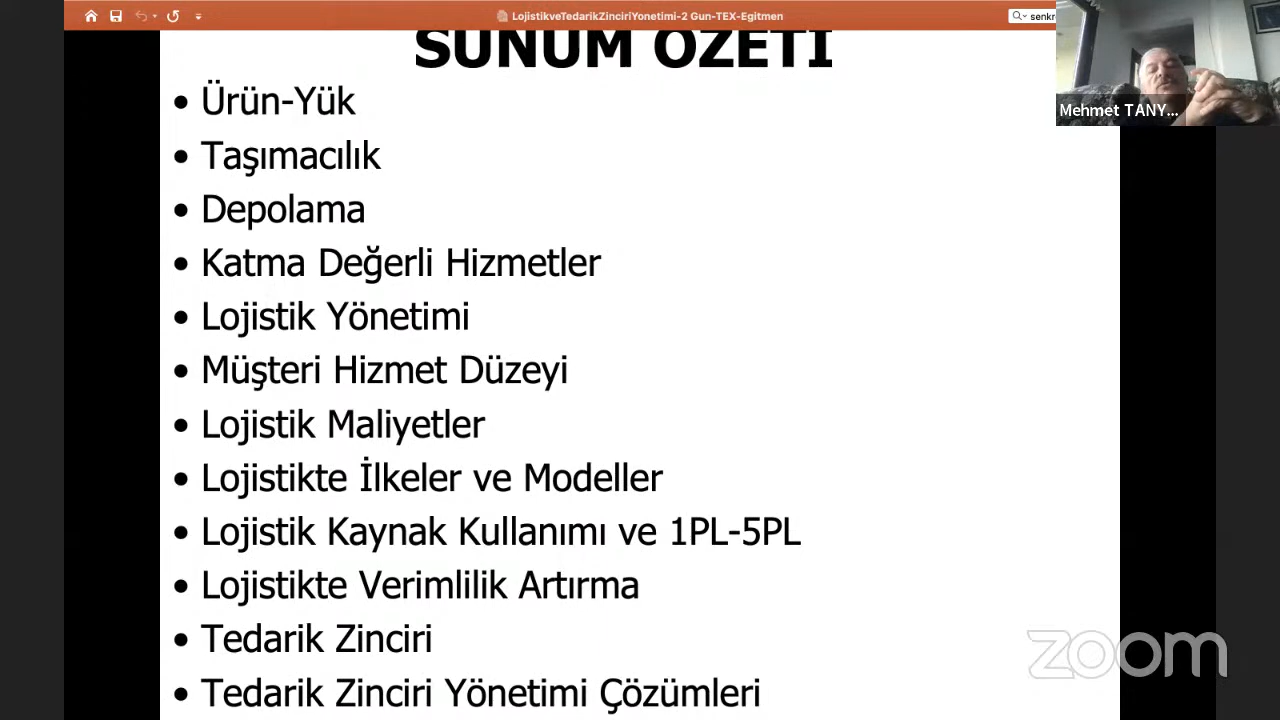 LojistikveTedarikZinciriYonetimi-2 Gun-TEX-Egitmen
senkr
SUNUM ÖZETİ
• Ürün-Yük
• Taşımacılık
• Depolama
• Katma Değerli Hizmetler
• Lojistik Yönetimi
• Müşteri Hizmet Düzeyi
• Lojistik Maliyetler
• Lojistikte İlkeler ve Modeller
• Lojistik Kaynak Kullanımı ve 1PL-5PL
• Lojistikte Verimlilik Artırma
• Tedarik Zinciri
• Tedarik Zinciri Yönetimi Çözümleri
Mehmet TANY...
zoom